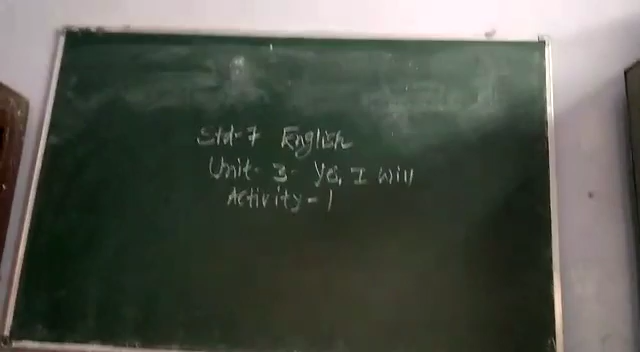 Std-7 English
Unit- 3- Yes, I will
Activity-1